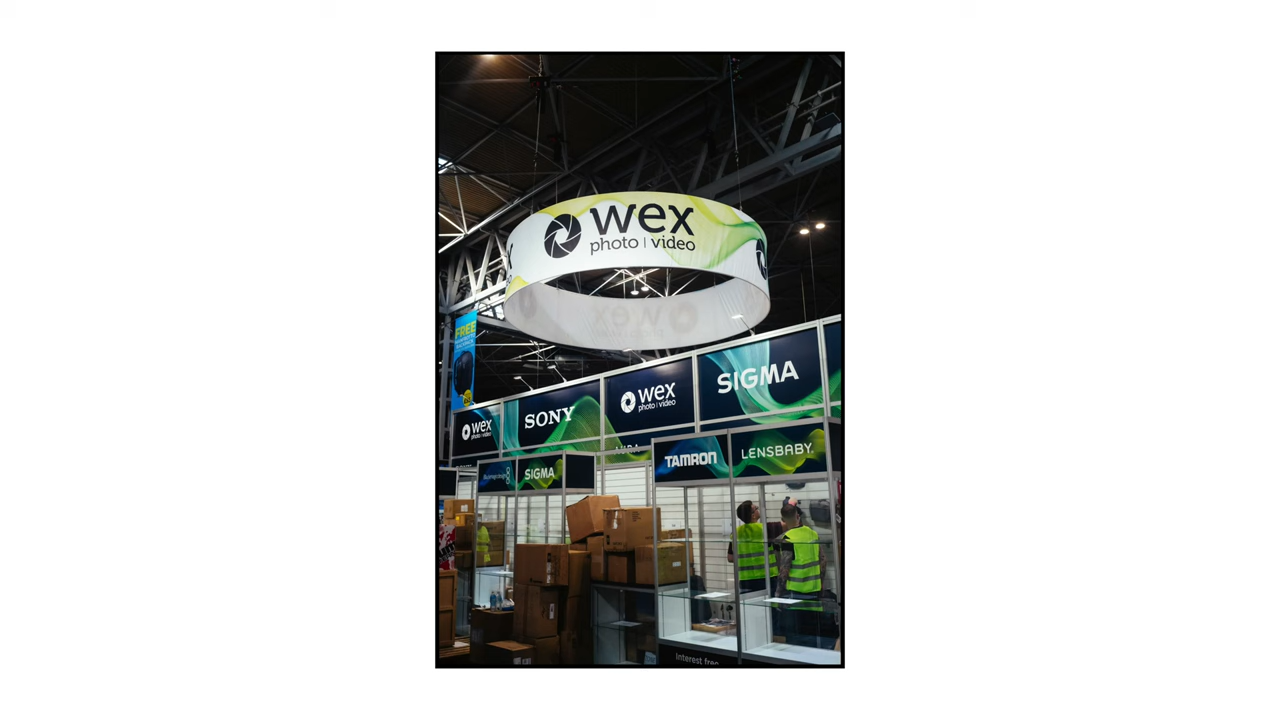 wex
photo | video
FREE
SONY
wex
photo | video
SIGMA
wex
photo | video
SIGMA
TAMRON
LENSBABY
Interest free